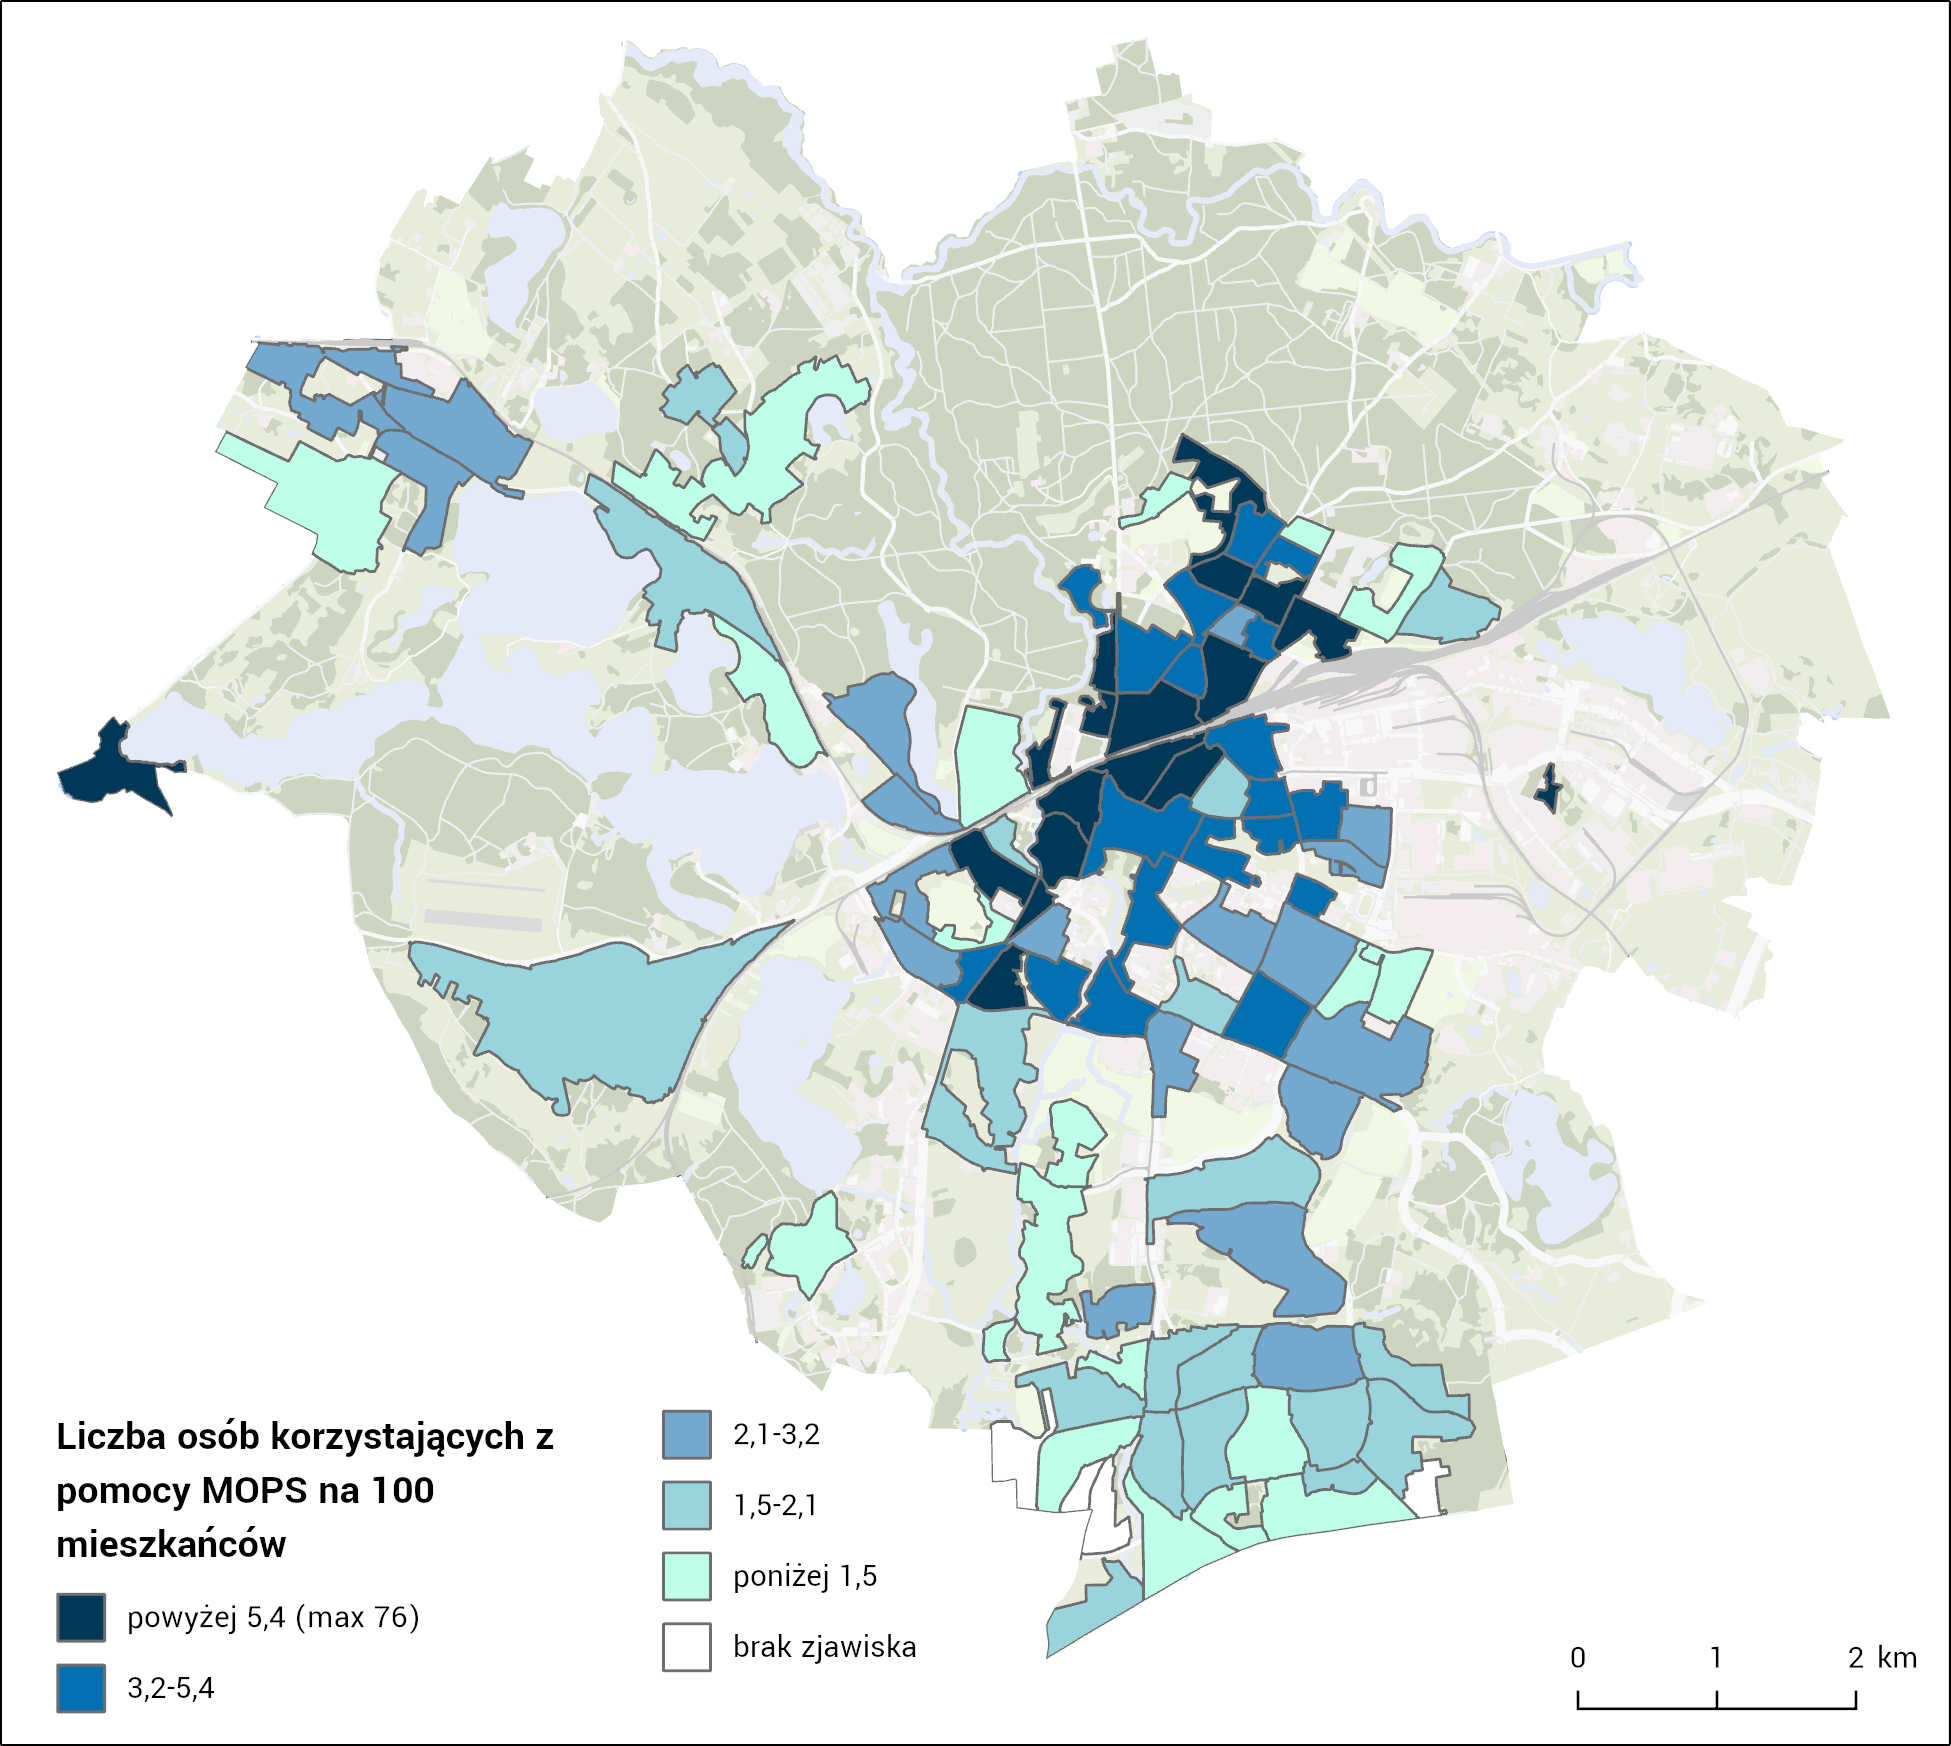 Liczba osób korzystających z
pomocy MOPS na 100
mieszkańców
powyżej 5,4 (max 76)
3,2-5,4
2,1-3,2
1,5-2,1
poniżej 1,5
brak zjawiska
0 1 2 km